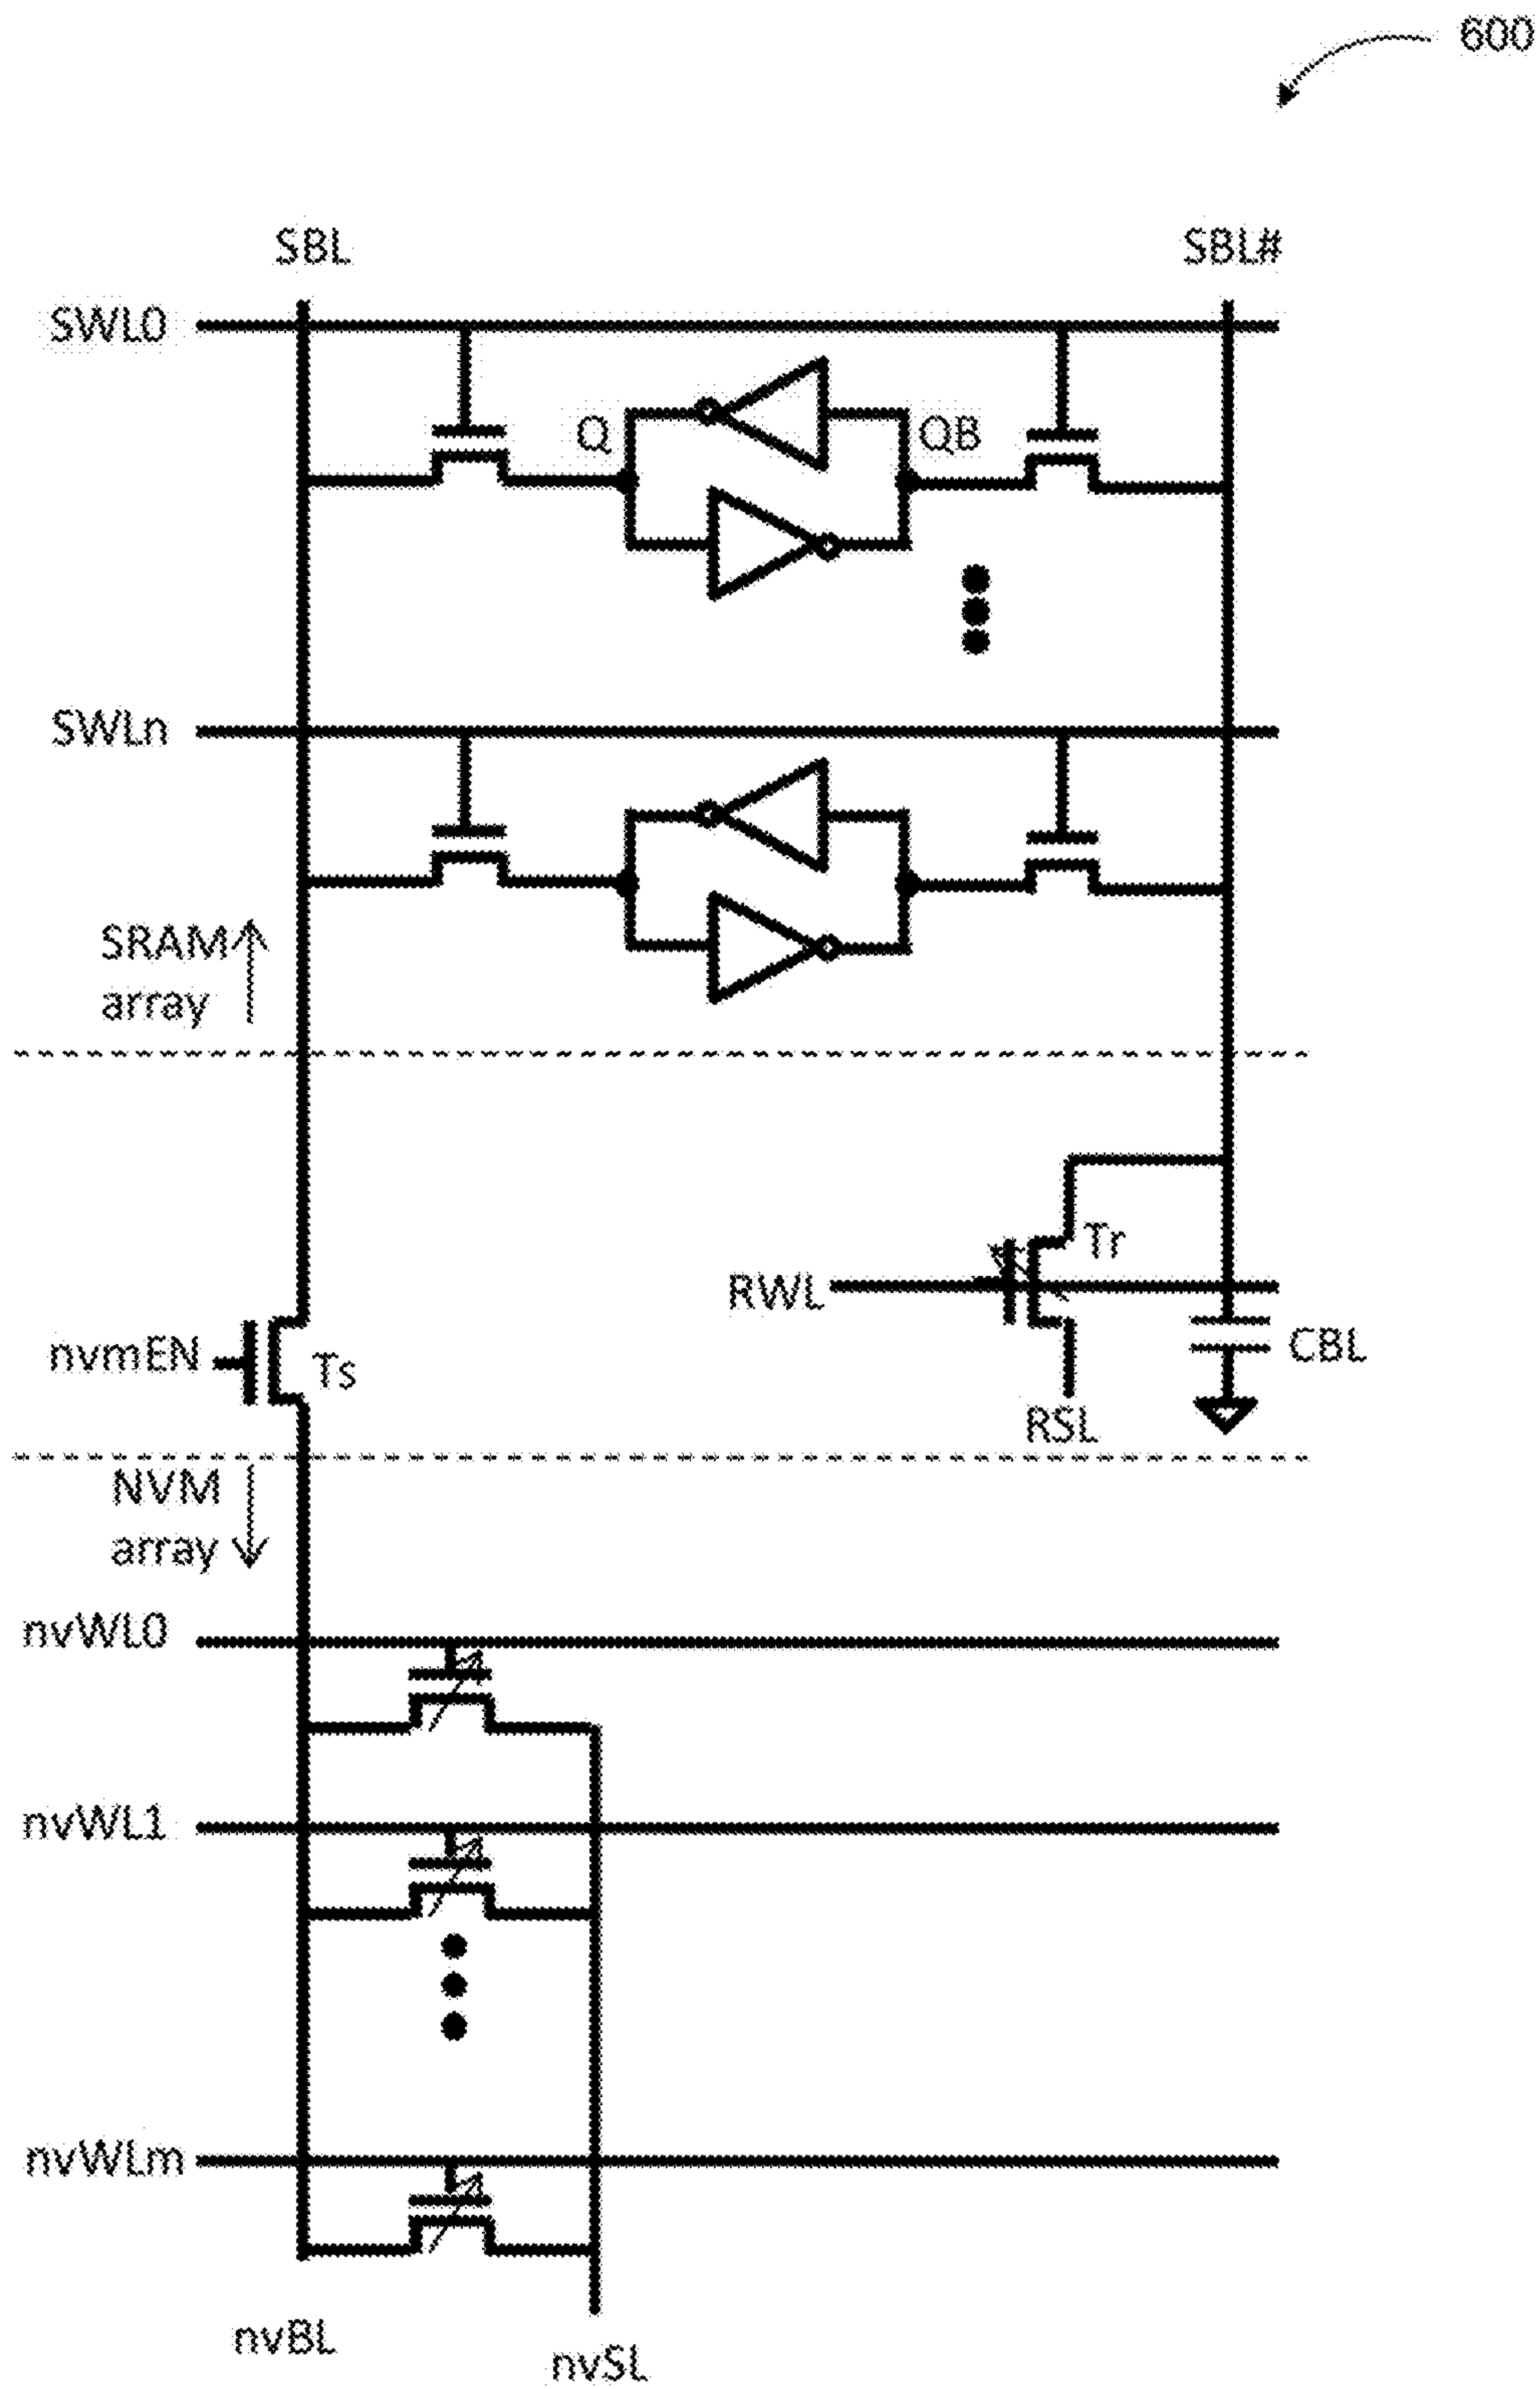 600
SBL SBL#
SWL0
Q QB
SWLn
SRAM
array
Tr
RWL
nvmEN Ts CBL
RSL
NVM
array
nvWL0
nvWL1
nvWLm
nvBL
nvSL